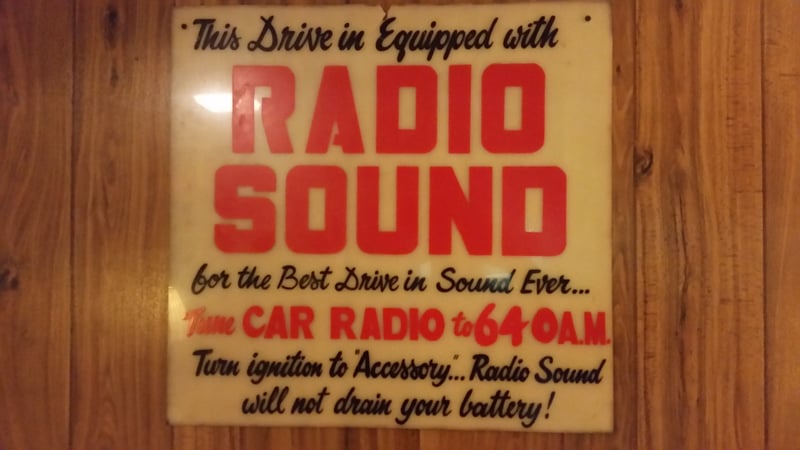 This Drive in Equipped with
RADIO
SOUND
for the Best Drive in Sound Ever...
Tune CAR RADIO to 640 A.M.
Turn ignition to "Accessory"... Radio Sound
will not drain your battery!